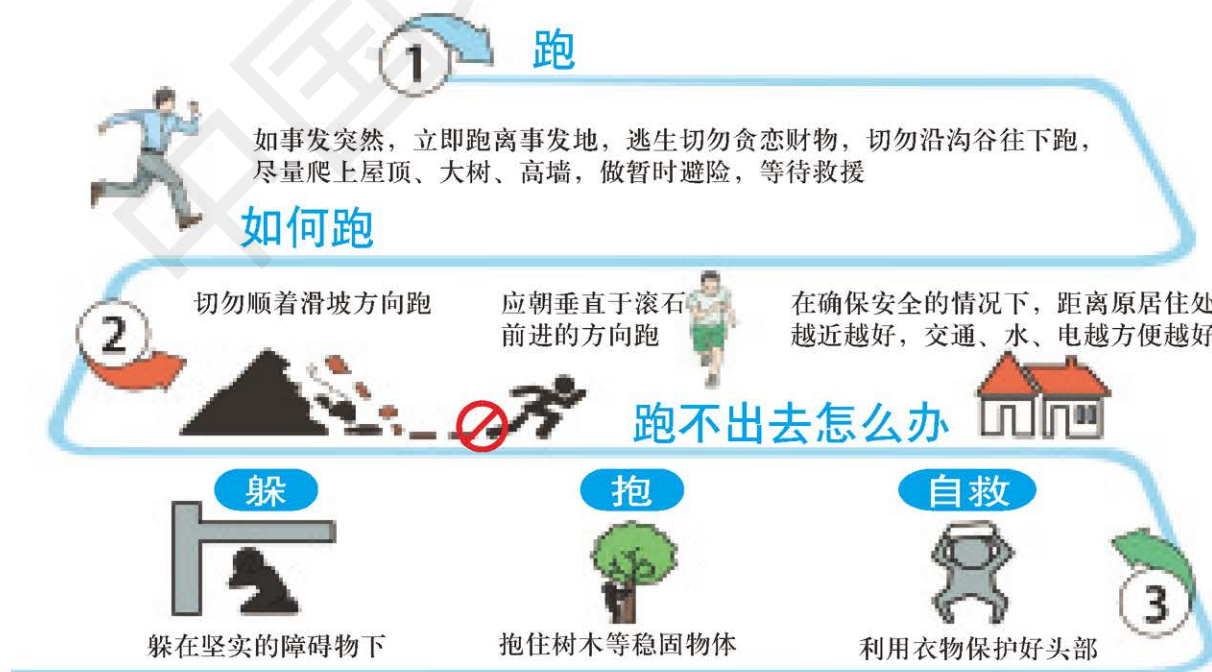 1 跑
如事发突然，立即跑离事发地，逃生切勿贪恋财物，切勿沿沟谷往下跑，
尽量爬上屋顶、大树、高墙，做暂时避险，等待救援
如何跑
2
切勿顺着滑坡方向跑
应朝垂直于滚石
前进的方向跑
在确保安全的情况下，距离原居住处
越近越好，交通、水、电越方便越好
跑不出去怎么办
躲
抱
自救
3
躲在坚实的障碍物下
抱住树木等稳固物体
利用衣物保护好头部